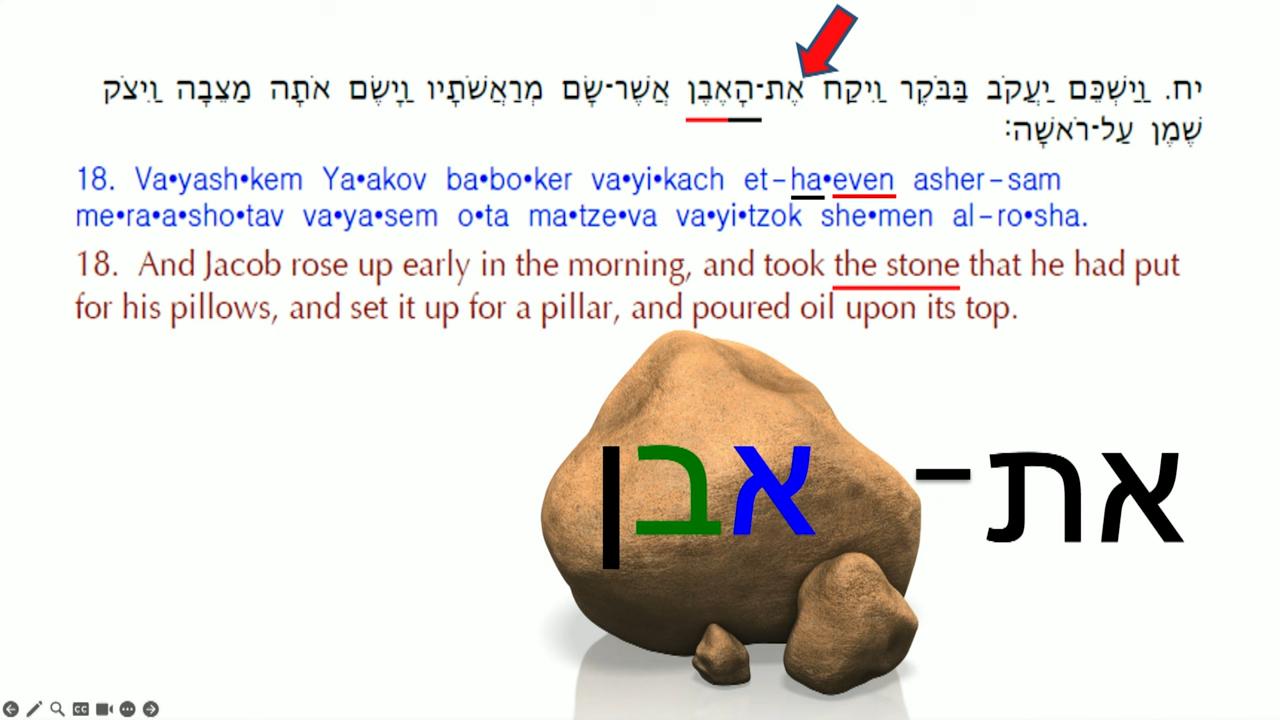 יח. וַיַּשְׁכֵּם יַעֲקֹב בַּבֹּקֶר וַיִּקַּח אֶת־הָאֶבֶן אֲשֶׁר־שָׂם מְרַאֲשֹׁתָיו וַיָּשֶׂם אֹתָהּ מַצֵּבָה וַיִּצֹק
שֶׁמֶן עַל־רֹאשָׁהּ:
18. Va•yash•kem Ya•akov ba•bo•ker va•yi•kach et–ha•even asher–sam
me•ra•a•sho•tav va•ya•sem o•ta ma•tze•va va•yi•tzok she•men al–ro•sha.
18. And Jacob rose up early in the morning, and took the stone that he had put
for his pillows, and set it up for a pillar, and poured oil upon its top.
את–אבן
CC